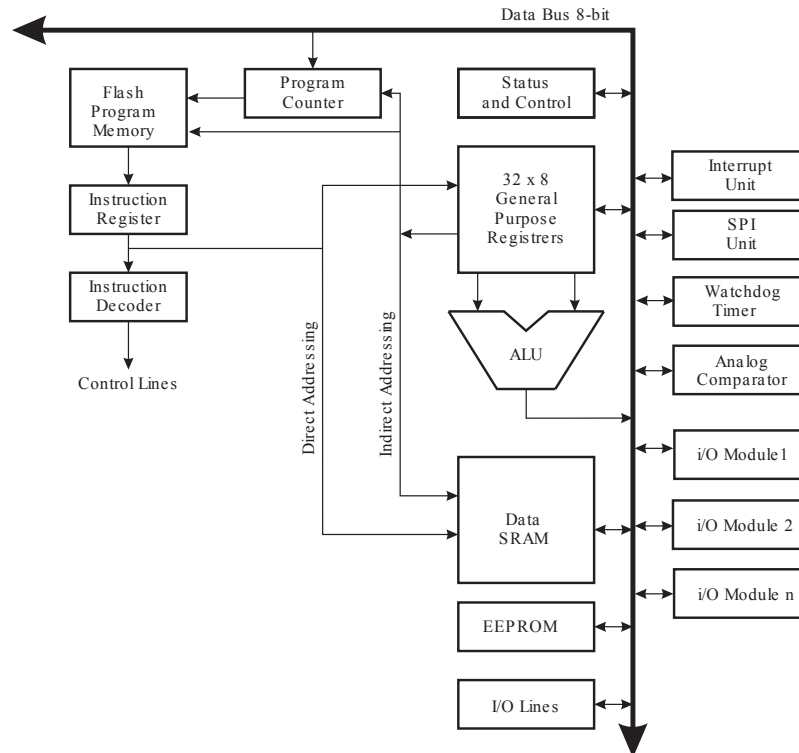 Data Bus 8-bit
Flash
Program
Memory
Program
Counter
Status
and Control
Instruction
Register
32 x 8
General
Purpose
Registrers
Interrupt
Unit
SPI
Unit
Instruction
Decoder
Watchdog
Timer
Control Lines
Direct Addressing
Indirect Addressing
ALU
Analog
Comparator
i/O Module1
Data
SRAM
i/O Module 2
i/O Module n
EEPROM
I/O Lines